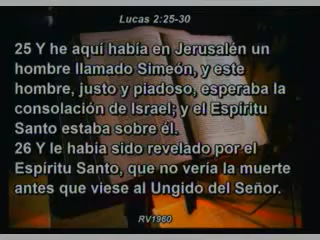 Lucas 2:25-30
25 Y he aquí había en Jerusalén un
hombre llamado Simeón, y este
hombre, justo y piadoso, esperaba la
consolación de Israel; y el Espíritu
Santo estaba sobre él.
26 Y le había sido revelado por el
Espíritu Santo, que no vería la muerte
antes que viese al Ungido del Señor.
RV1960